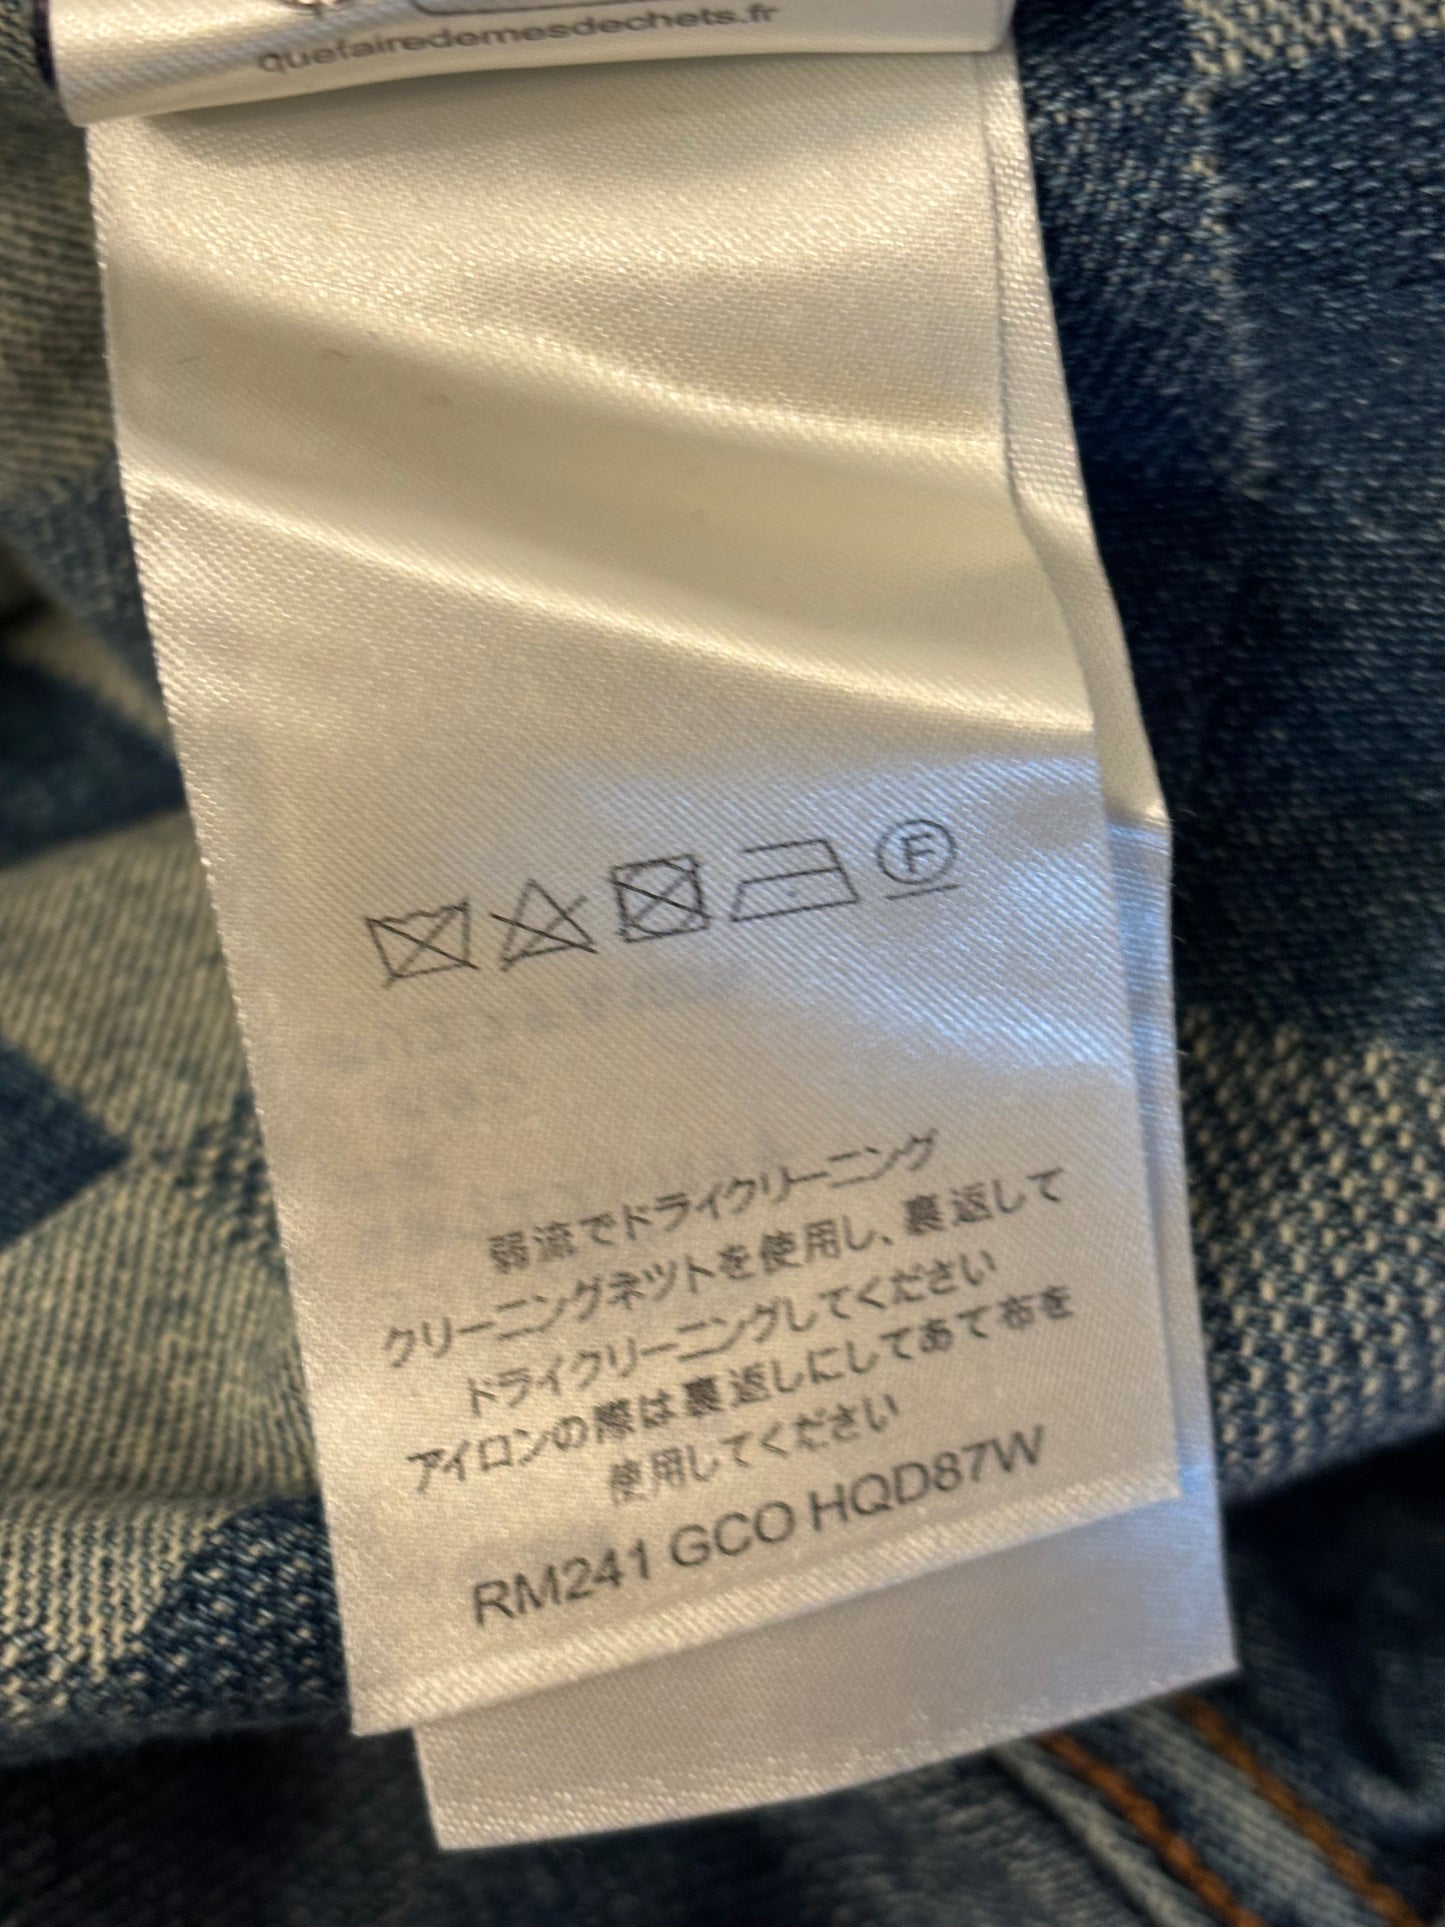 quefairedemesdechets.fr
F
弱流でドライクリーニング
クリーニングネットを使用し、裏返して
ドライクリーニングしてください
アイロンの際は裏返しにしてあて布を
使用してください
RM241 GCO HQD87W